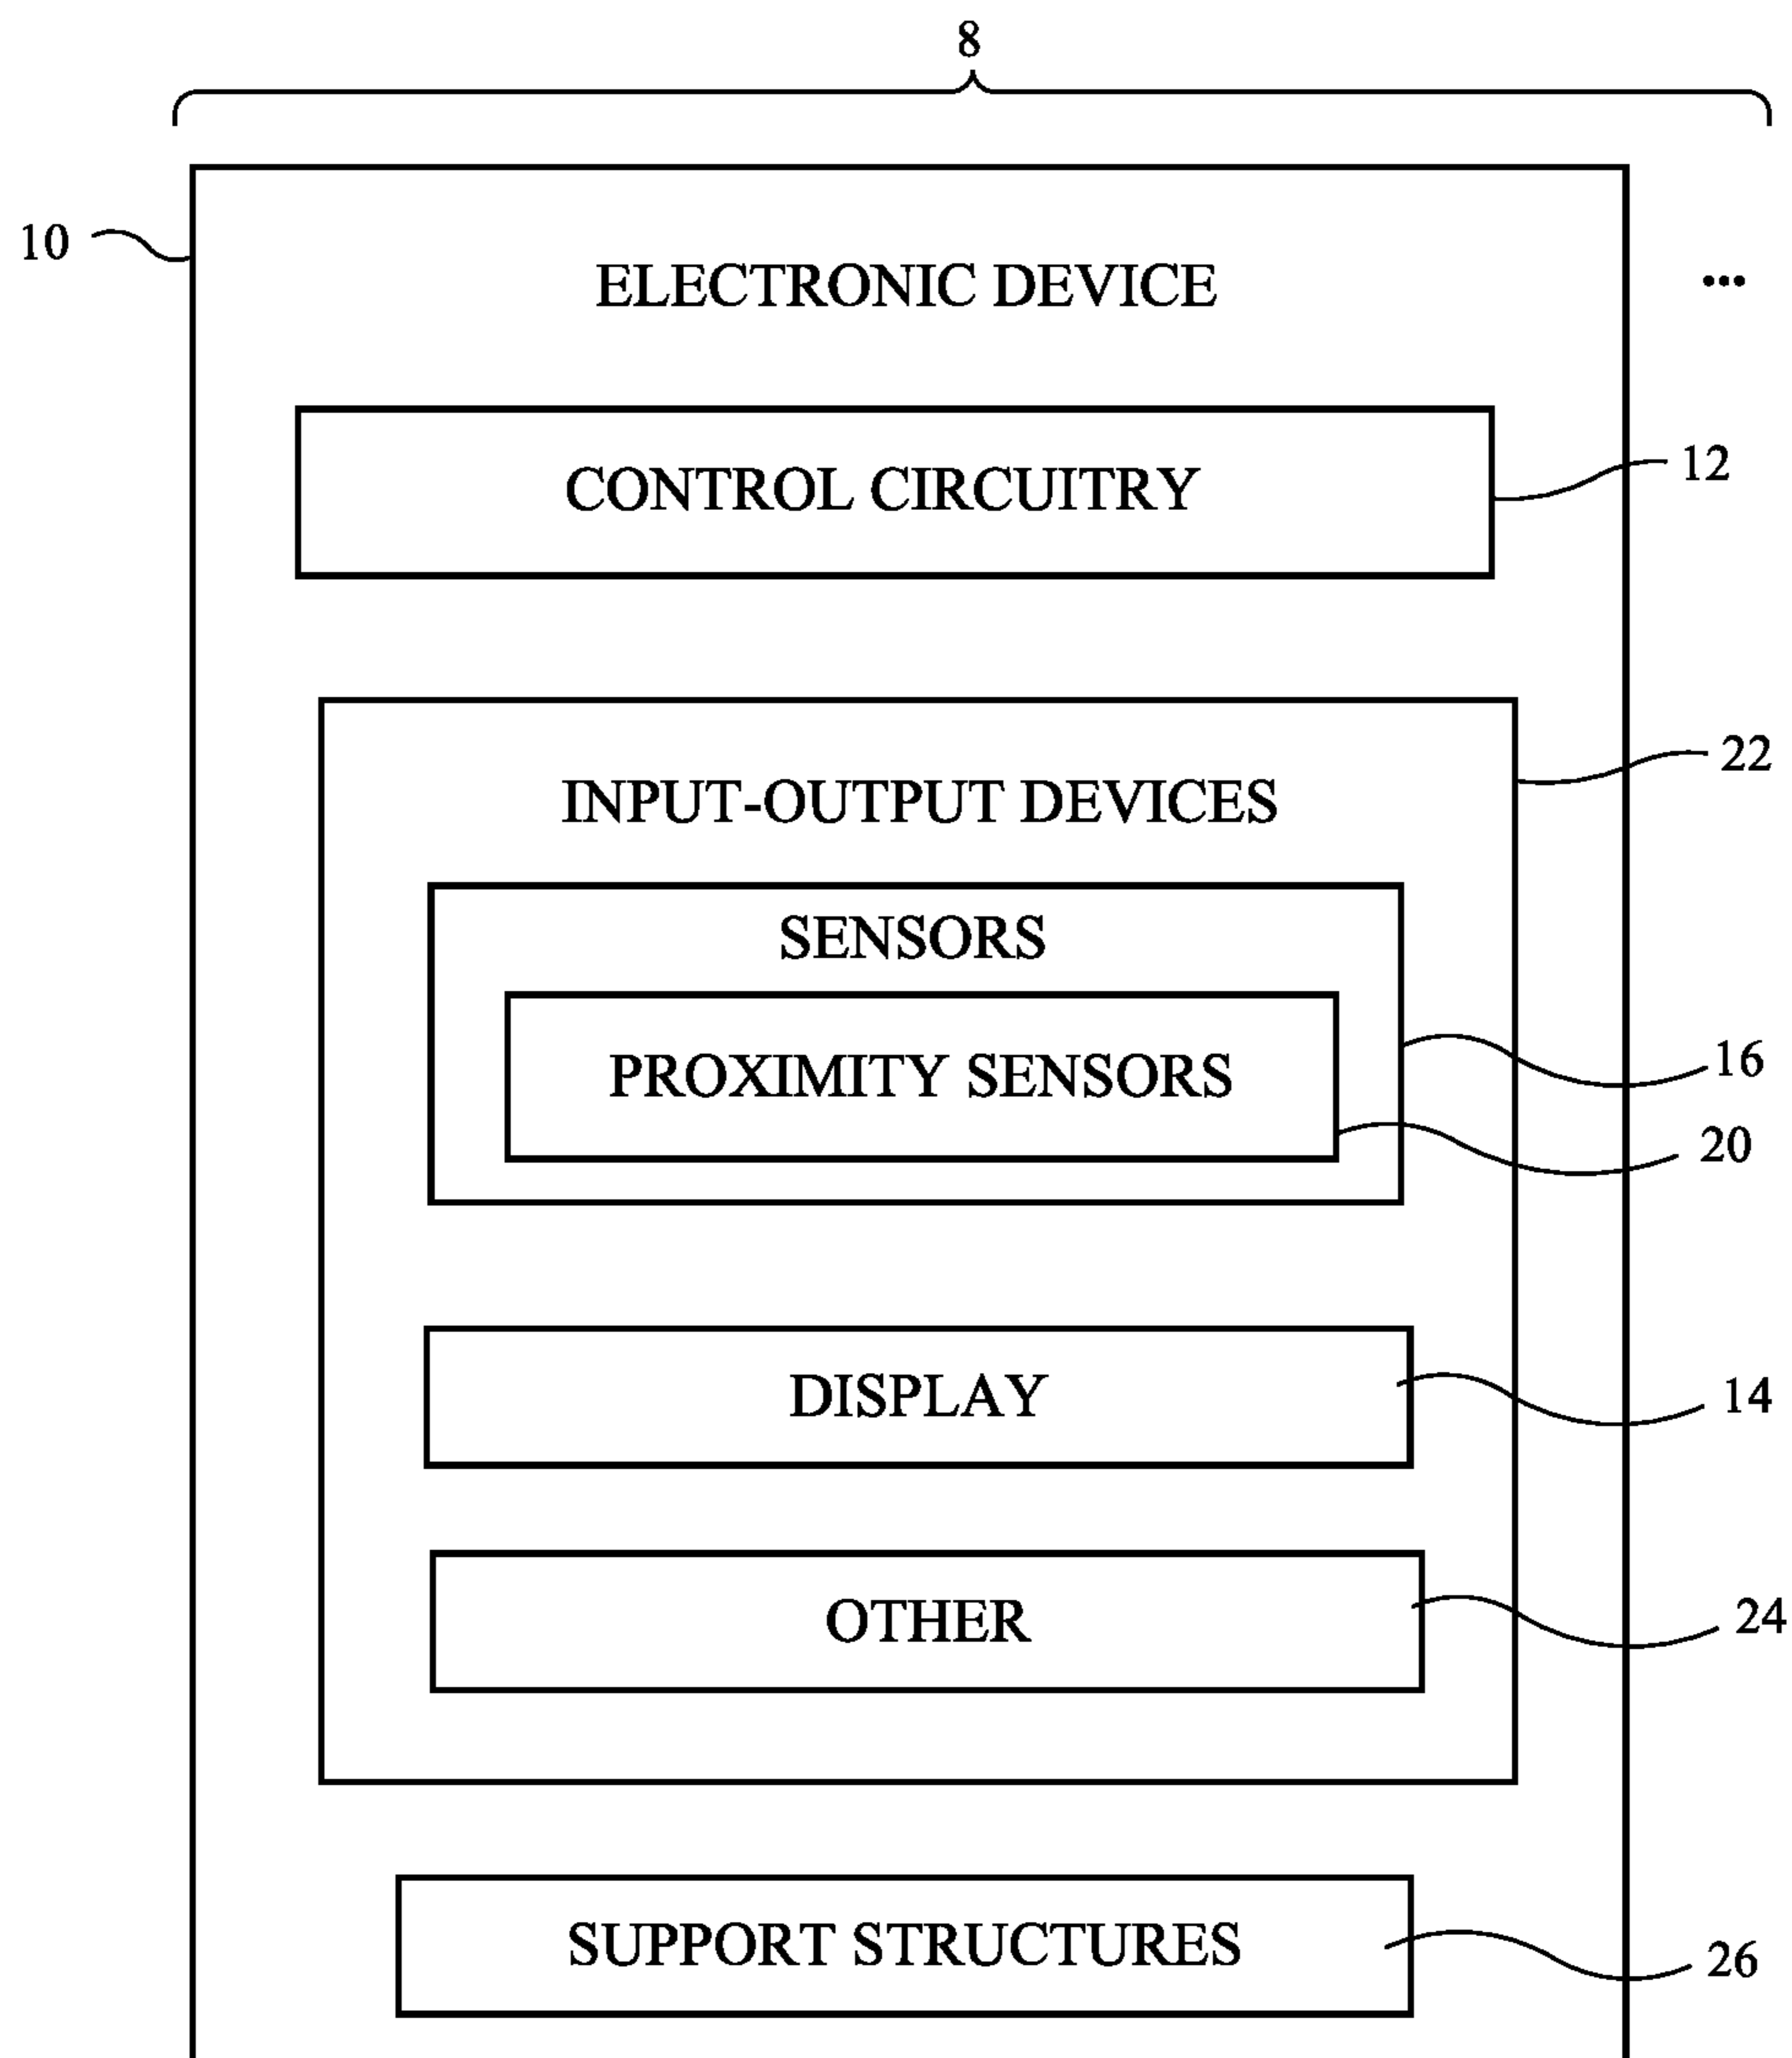 8
10
ELECTRONIC DEVICE
...
CONTROL CIRCUITRY
12
22
INPUT-OUTPUT DEVICES
SENSORS
PROXIMITY SENSORS
16
20
DISPLAY
14
OTHER
24
SUPPORT STRUCTURES
26